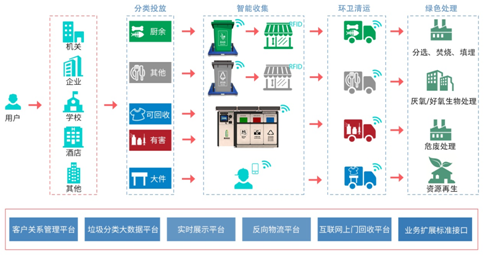 分类投放
智能收集
环卫清运
绿色处理
用户
机关
企业
学校
酒店
其他
厨余
其他
可回收
有害
大件
RFID
RFID
分选、焚烧、填埋
厌氧/好氧生物处理
危废处理
资源再生
客户关系管理平台
垃圾分类大数据平台
实时展示平台
反向物流平台
互联网上门回收平台
业务扩展标准接口